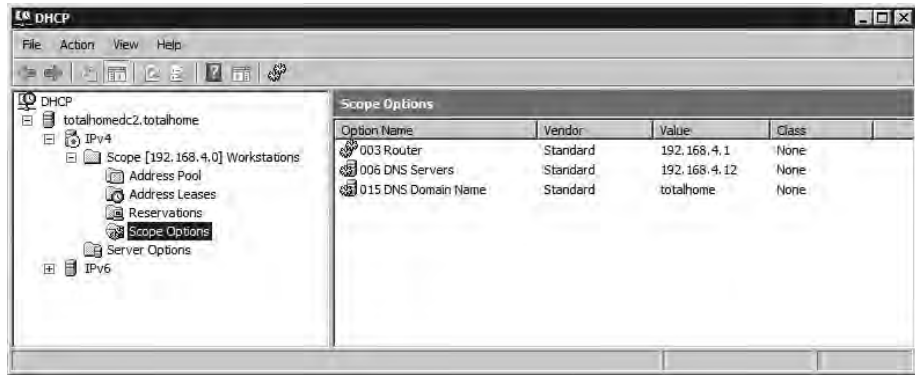 DHCP
File Action View Help
DHCP
totalhomedc2.totalhome
IPv4
Scope [192.168.4.0] Workstations
Address Pool
Address Leases
Reservations
Scope Options
Server Options
IPv6
Scope Options
Option Name Vendor Value Class
003 Router Standard 192.168.4.1 None
006 DNS Servers Standard 192.168.4.12 None
015 DNS Domain Name Standard totalhome None